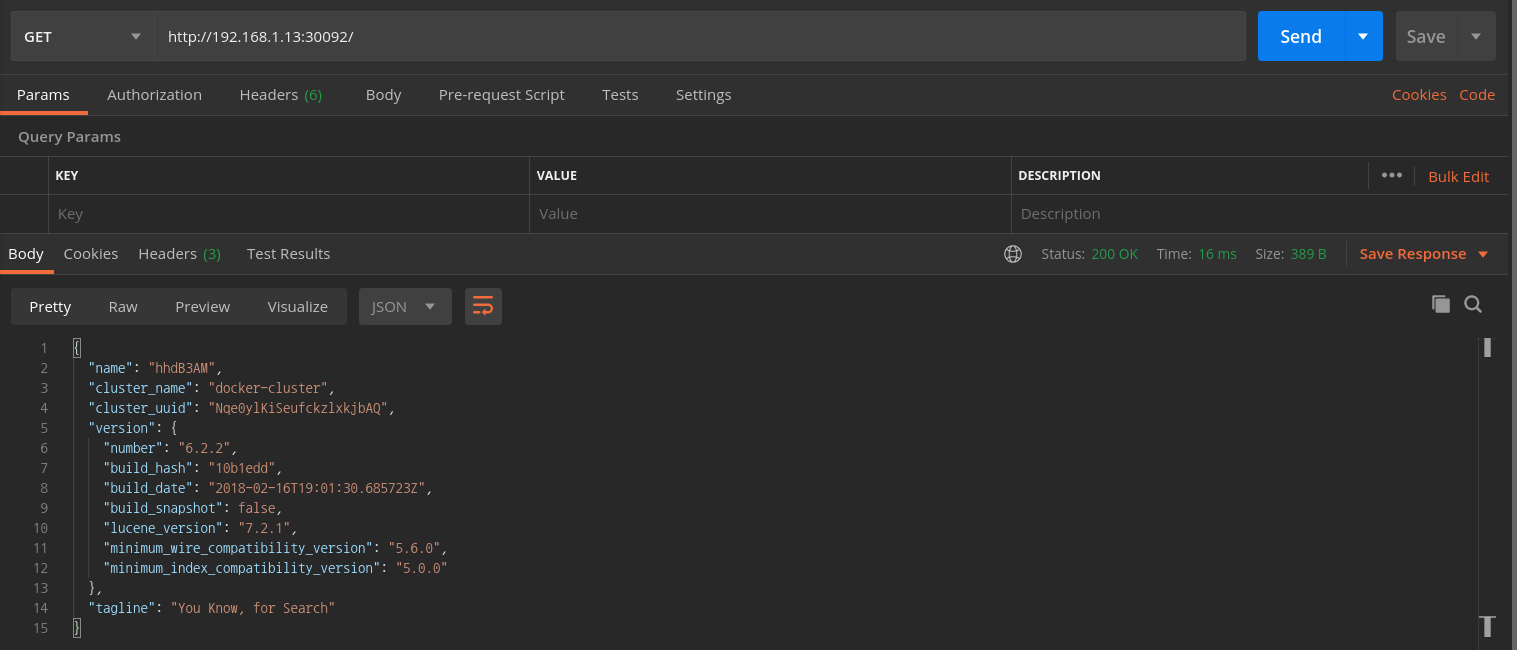 GET http://192.168.1.13:30092/ Send Save
Params Authorization Headers (6) Body Pre-request Script Tests Settings Cookies Code
Query Params
KEY VALUE DESCRIPTION ••• Bulk Edit
Key Value Description
Body Cookies Headers (3) Test Results Status: 200 OK Time: 16 ms Size: 389 B Save Response
Pretty Raw Preview Visualize JSON
1 {
2 "name": "hhdB3AM",
3 "cluster_name": "docker-cluster",
4 "cluster_uuid": "Nqe0ylKiSeufckzlxkjbAQ",
5 "version": {
6 "number": "6.2.2",
7 "build_hash": "10b1edd",
8 "build_date": "2018-02-16T19:01:30.685723Z",
9 "build_snapshot": false,
10 "lucene_version": "7.2.1",
11 "minimum_wire_compatibility_version": "5.6.0",
12 "minimum_index_compatibility_version": "5.0.0"
13 },
14 "tagline": "You Know, for Search"
15 }